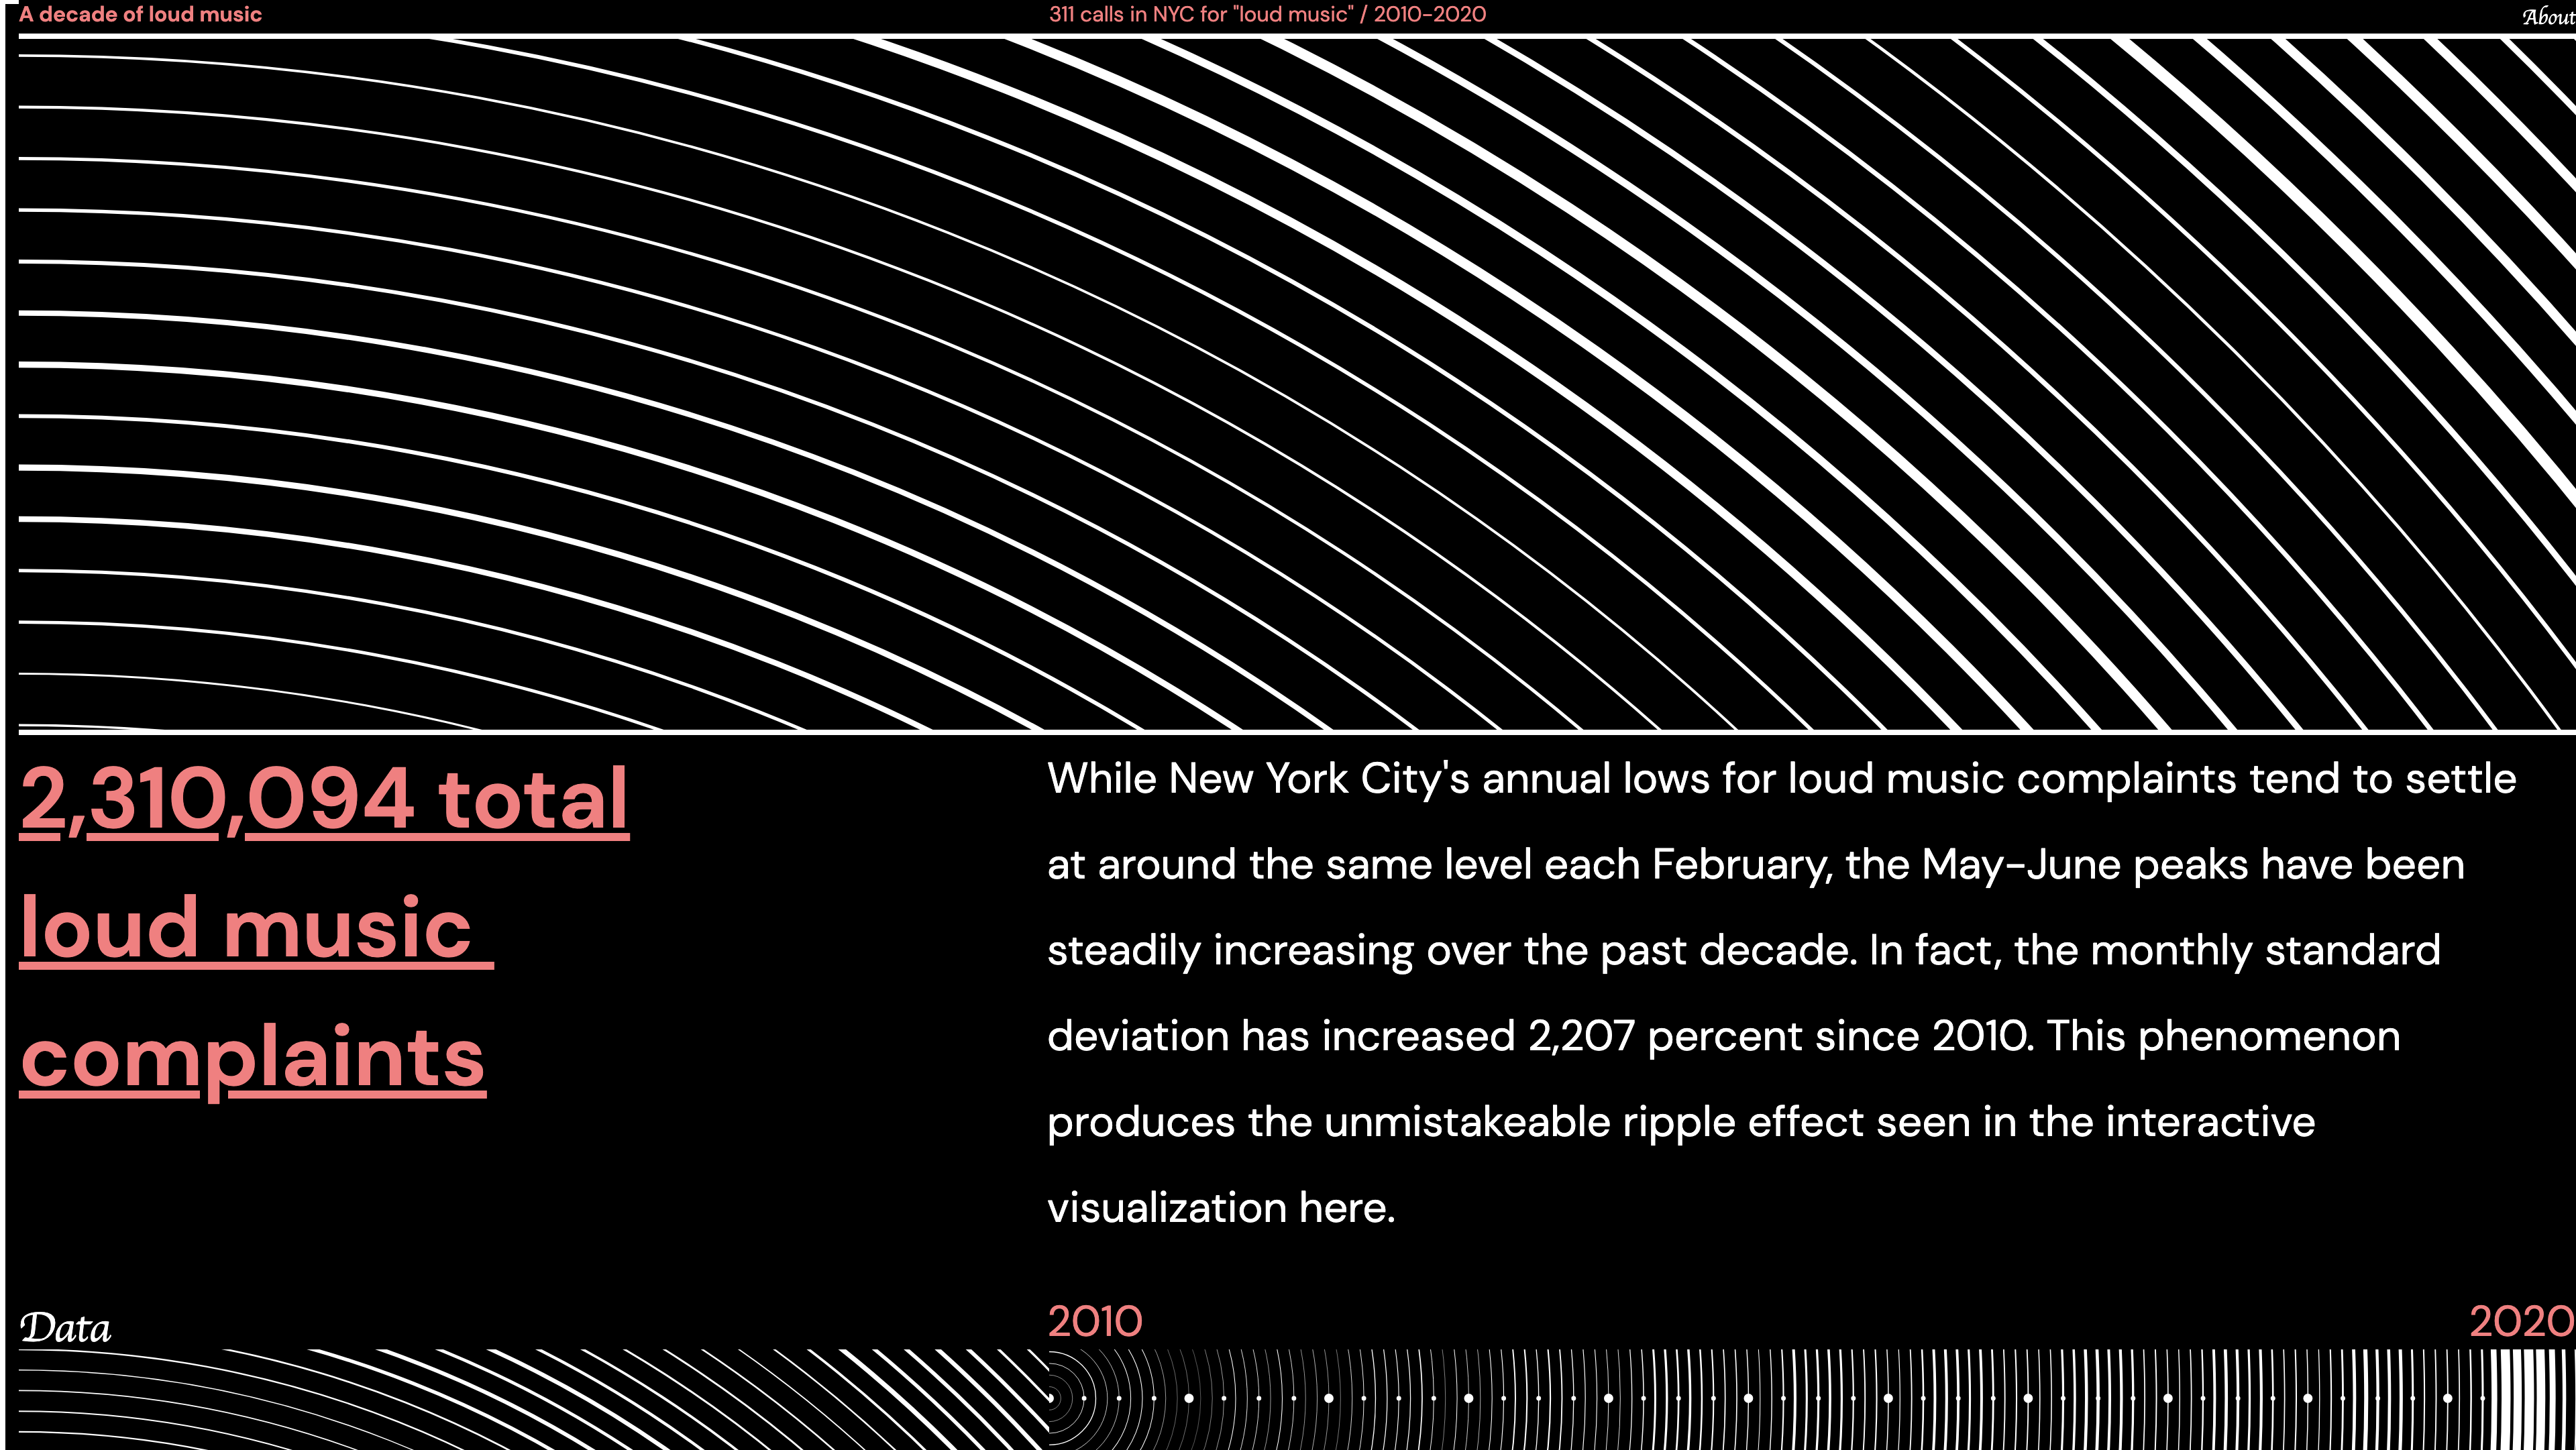 A decade of loud music
311 calls in NYC for "loud music" / 2010-2020
About
2,310,094 total
loud music
complaints
While New York City's annual lows for loud music complaints tend to settle
at around the same level each February, the May-June peaks have been
steadily increasing over the past decade. In fact, the monthly standard
deviation has increased 2,207 percent since 2010. This phenomenon
produces the unmistakeable ripple effect seen in the interactive
visualization here.
Data
2010
2020